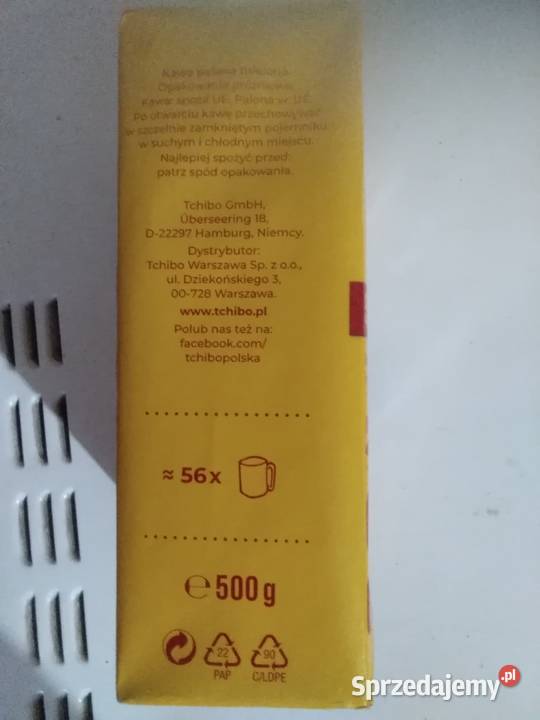 Kawa palona mielona.
Opakowanie próżniowe.
Kawa spoza UE. Palona w UE.
Po otwarciu kawę przechowywać
w szczelnie zamkniętym pojemniku
w suchym i chłodnym miejscu.
Najlepiej spożyć przed:
patrz spód opakowania.
Tchibo GmbH,
Überseering 18,
D-22297 Hamburg, Niemcy.
Dystrybutor:
Tchibo Warszawa Sp. z o.o.,
ul. Dziekońskiego 3,
00-728 Warszawa.
www.tchibo.pl
Polub nas też na:
facebook.com/
tchibopolska
≈ 56x
℮ 500 g
22
PAP
90
C/LDPE
Sprzedajemy.pl